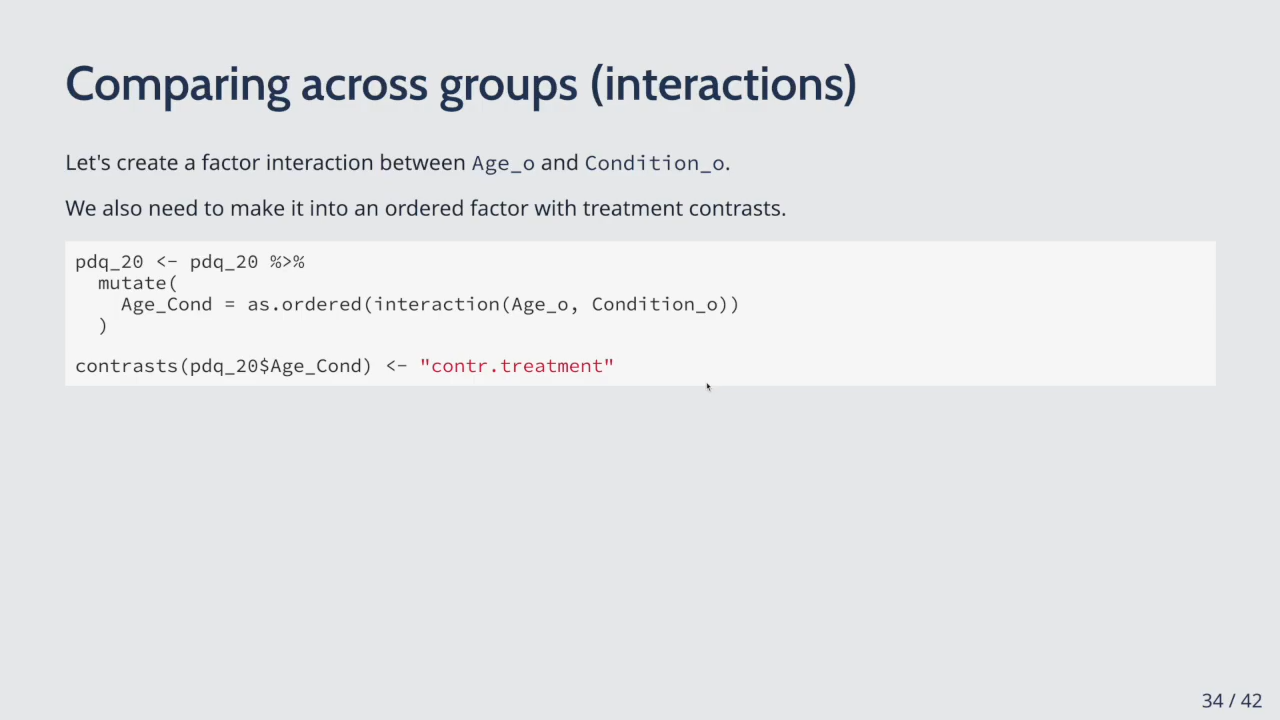 Comparing across groups (interactions)
Let's create a factor interaction between Age_o and Condition_o.
We also need to make it into an ordered factor with treatment contrasts.
pdq_20 <- pdq_20 %>%
  mutate(
    Age_Cond = as.ordered(interaction(Age_o, Condition_o))
  )
contrasts(pdq_20$Age_Cond) <- "contr.treatment"
34 / 42